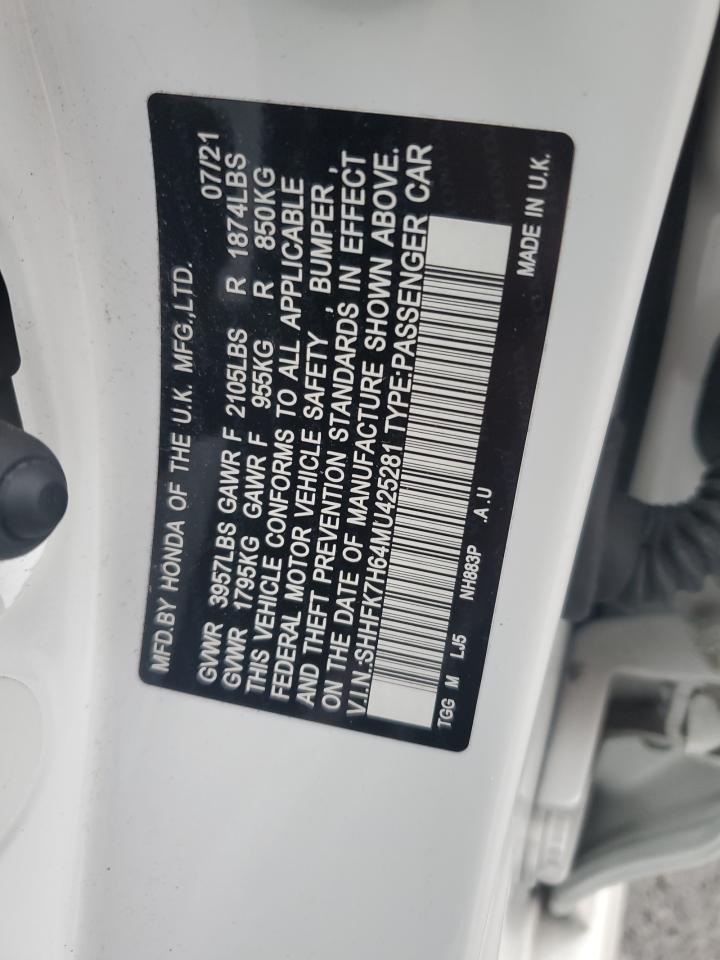 MFD.BY HONDA OF THE U.K. MFG.,LTD. 07/21
GVWR 3957LBS GAWR F 2105LBS R 1874LBS
GVWR 1795KG GAWR F 955KG R 850KG
THIS VEHICLE CONFORMS TO ALL APPLICABLE
FEDERAL MOTOR VEHICLE SAFETY , BUMPER ,
AND THEFT PREVENTION STANDARDS IN EFFECT
ON THE DATE OF MANUFACTURE SHOWN ABOVE.
V.I.N.:SHHFK7H64MU425281 TYPE:PASSENGER CAR
TGG M LJ5 NH883P .A.U MADE IN U.K.